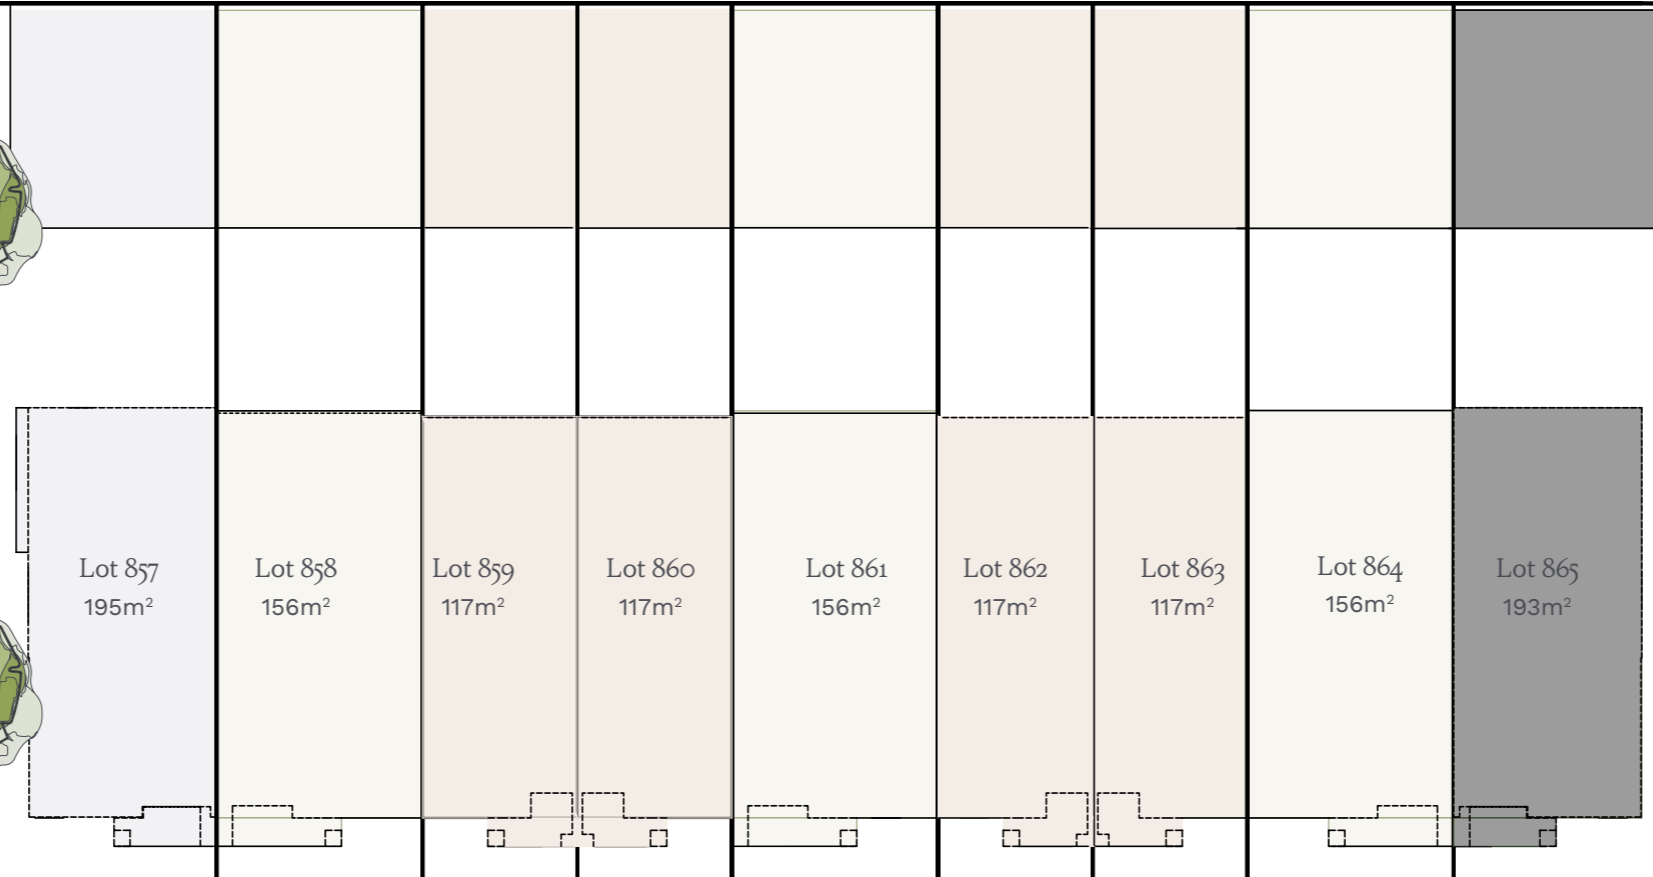 Lot 857
195m²
Lot 858
156m²
Lot 859
117m²
Lot 860
117m²
Lot 861
156m²
Lot 862
117m²
Lot 863
117m²
Lot 864
156m²
Lot 865
193m²